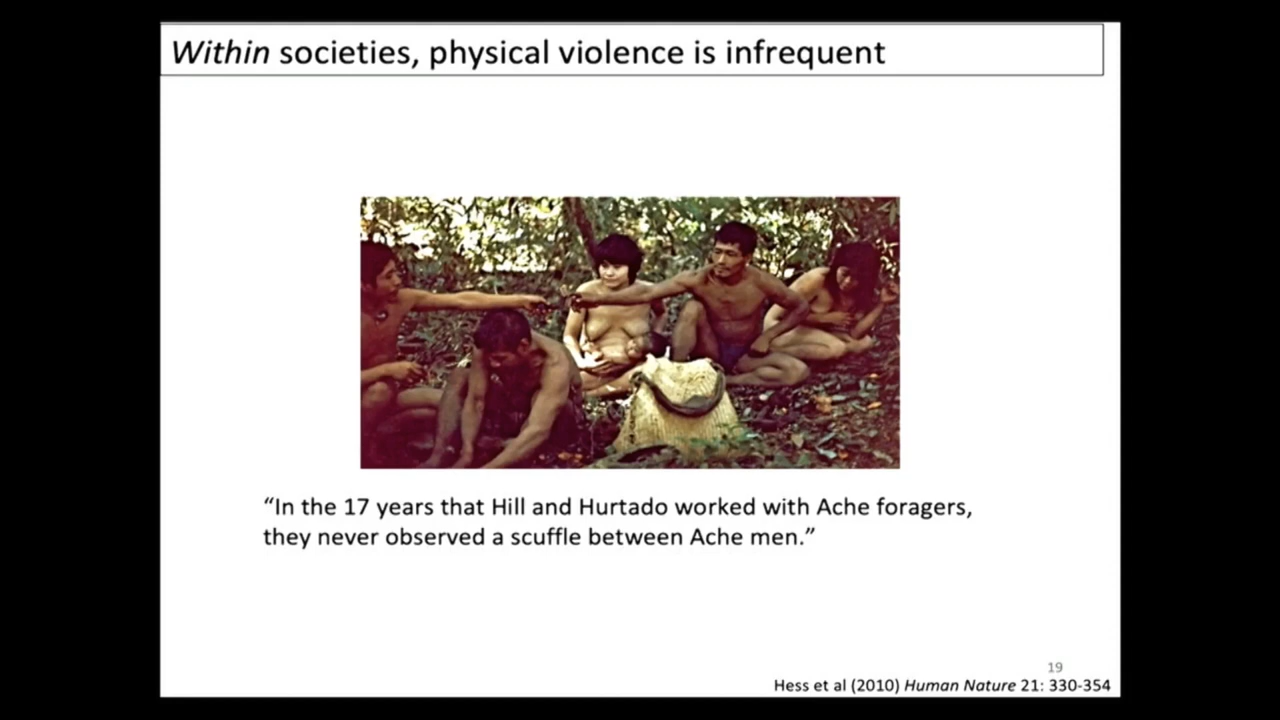 Within societies, physical violence is infrequent
“In the 17 years that Hill and Hurtado worked with Ache foragers,
they never observed a scuffle between Ache men.”
19
Hess et al (2010) Human Nature 21: 330-354